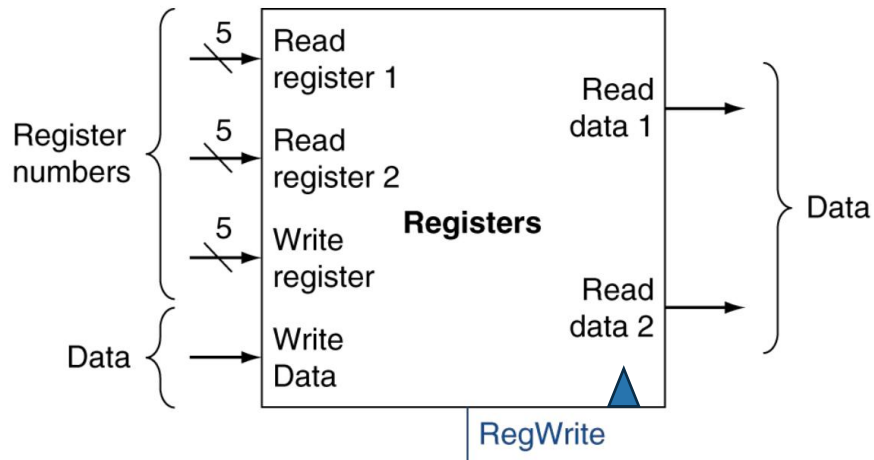 Register
numbers
5
Read
register 1
5
Read
register 2
5
Write
register
Data
Write
Data
Registers
Read
data 1
Read
data 2
Data
RegWrite